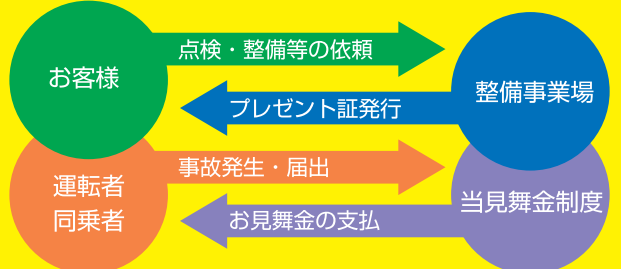 お客様
点検・整備等の依頼
整備事業場
プレゼント証発行
運転者
同乗者
事故発生・届出
当見舞金制度
お見舞金の支払